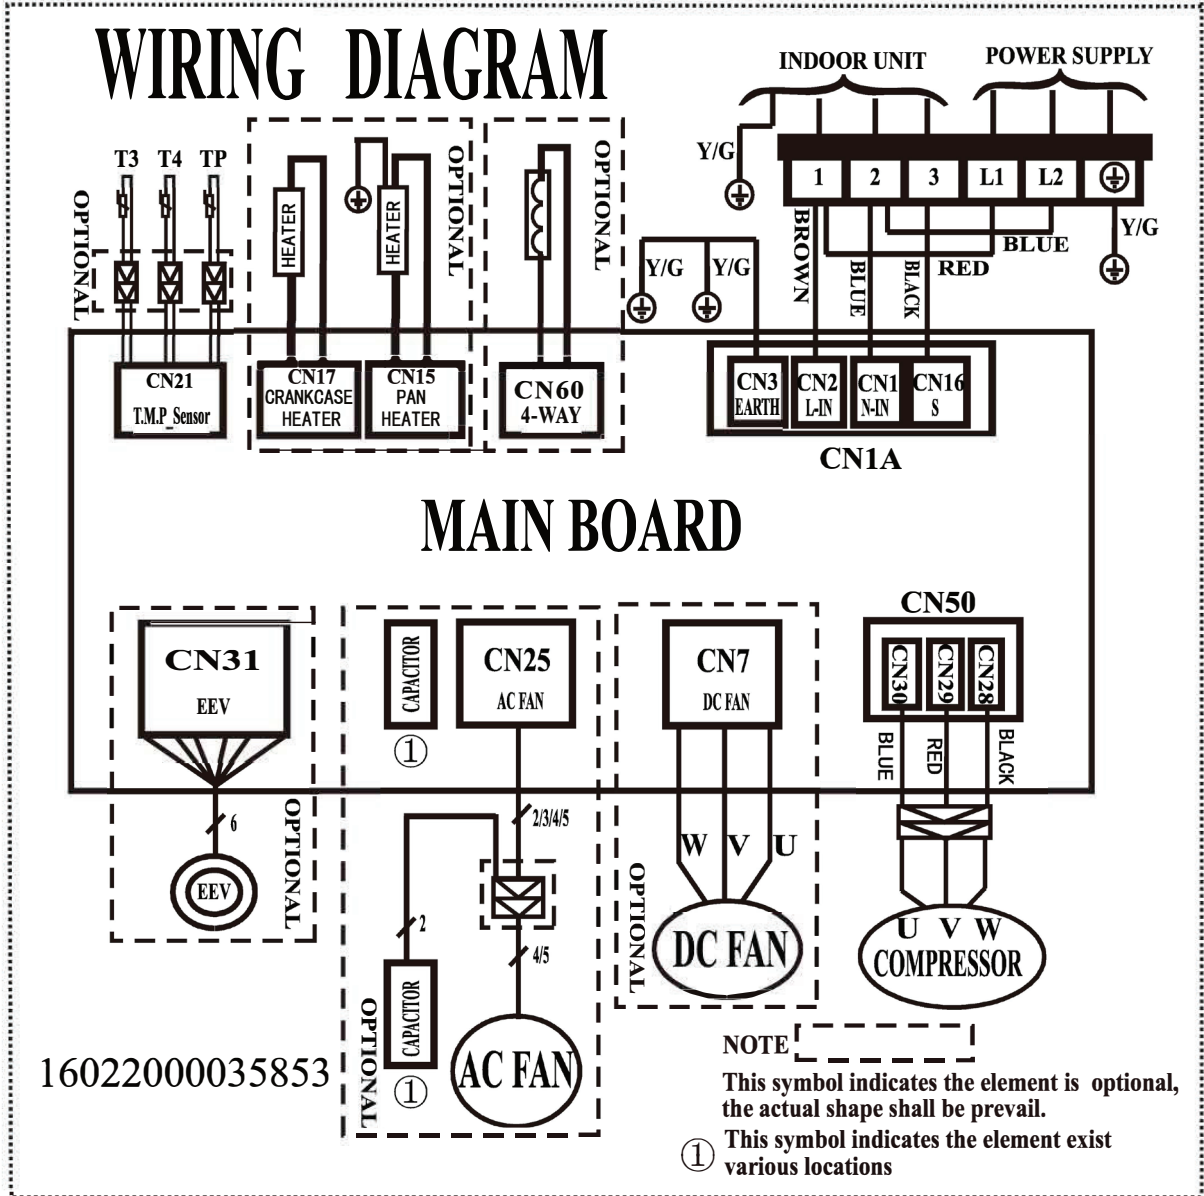 WIRING DIAGRAM
INDOOR UNIT
POWER SUPPLY
T3 T4 TP
OPTIONAL
HEATER
HEATER
OPTIONAL
OPTIONAL
Y/G
1 2 3 L1 L2
Y/G
BROWN
BLUE
BLACK
RED
BLUE
Y/G Y/G
CN21
T.M.P_Sensor
CN17
CRANKCASE
HEATER
CN15
PAN
HEATER
CN60
4-WAY
CN3
EARTH
CN2
L-IN
CN1
N-IN
CN16
S
CN1A
MAIN BOARD
CN31
EEV
6
EEV
OPTIONAL
CAPACITOR
①
CN25
AC FAN
2/3/4/5
2
4/5
CAPACITOR
①
AC FAN
OPTIONAL
CN7
DC FAN
W V U
DC FAN
OPTIONAL
CN50
CN30
CN29
CN28
BLUE
RED
BLACK
U V W
COMPRESSOR
16022000035853
NOTE
This symbol indicates the element is optional,
the actual shape shall be prevail.
① This symbol indicates the element exist
various locations